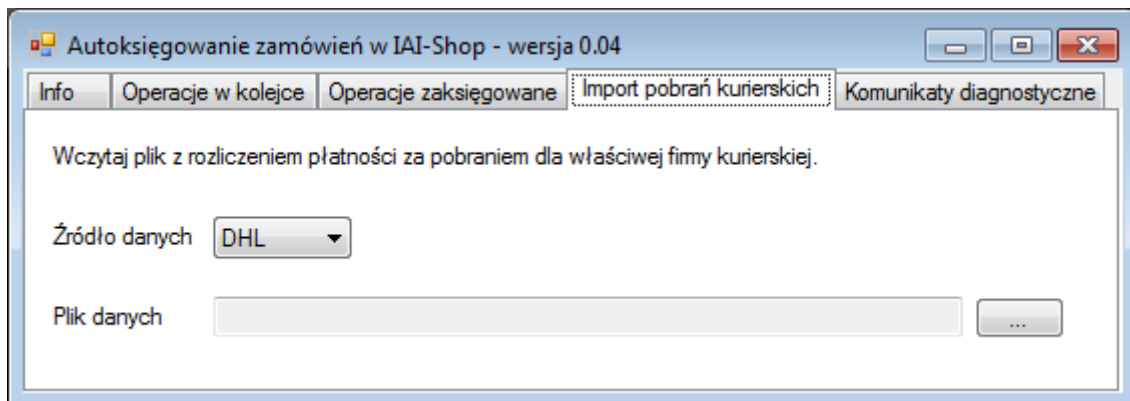 Autoksięgowanie zamówień w IAI-Shop - wersja 0.04
Info Operacje w kolejce Operacje zaksięgowane Import pobrań kurierskich Komunikaty diagnostyczne
Wczytaj plik z rozliczeniem płatności za pobraniem dla właściwej firmy kurierskiej.
Źródło danych DHL
Plik danych ...